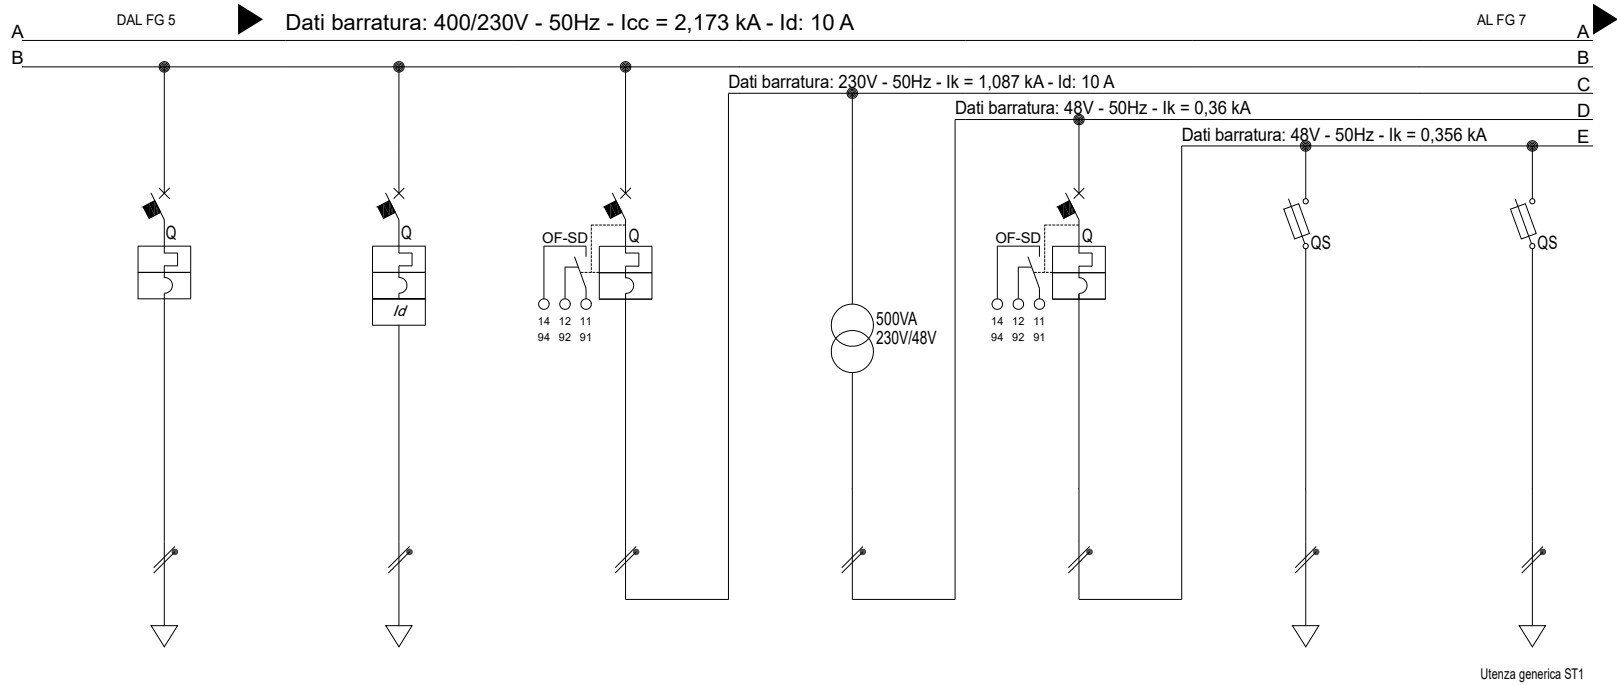 DAL FG 5
Dati barratura: 400/230V - 50Hz - Icc = 2,173 kA - Id: 10 A
AL FG 7
A
A
B
B
Dati barratura: 230V - 50Hz - Ik = 1,087 kA - Id: 10 A
C
Dati barratura: 48V - 50Hz - Ik = 0,36 kA
D
Dati barratura: 48V - 50Hz - Ik = 0,356 kA
E
Q
Q
OF-SD
Q
OF-SD
Q
QS
QS
Id
14 12 11
94 92 91
500VA
230V/48V
14 12 11
94 92 91
Utenza generica ST1